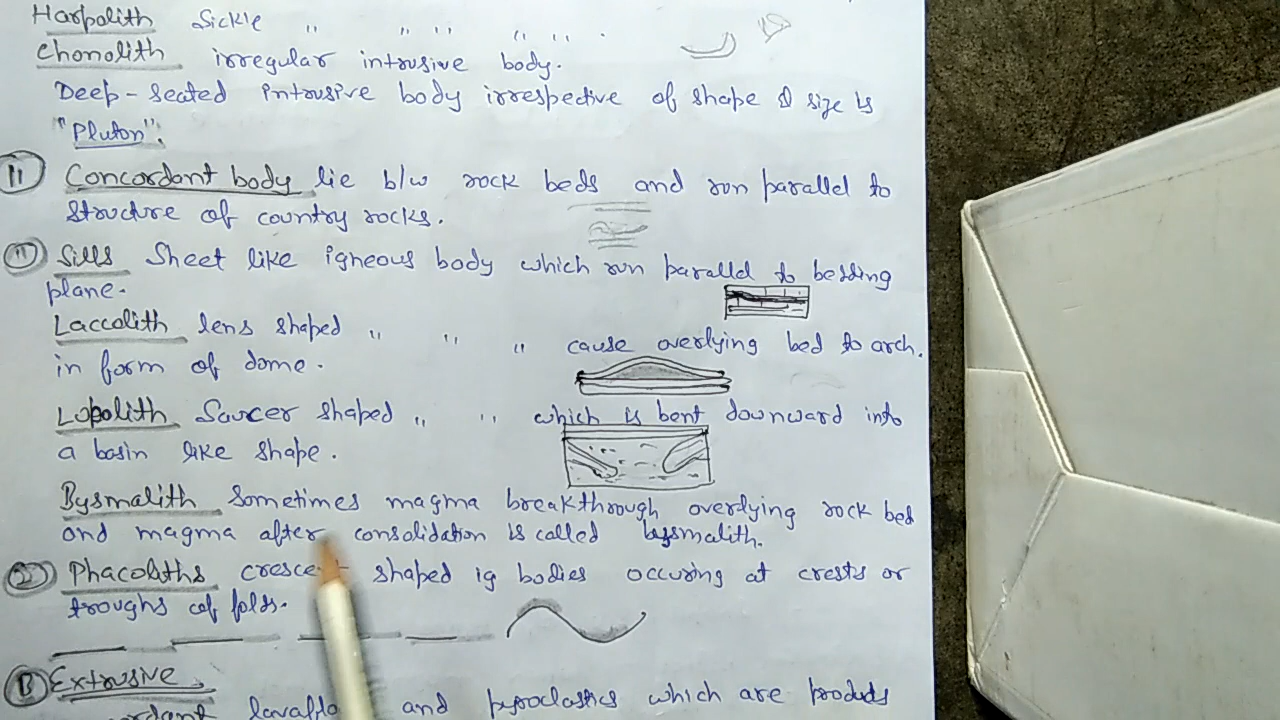 Harpolith Sickle " " " " " .
Chonolith irregular intrusive body.
Deep-Seated intrusive body irrespective of shape & size is
"Pluton".
11 Concordant body lie b/w rock beds and run parallel to
structure of country rocks.
(1) Sills Sheet like igneous body which run parallel to bedding
plane.
Laccolith lens shaped " " " cause overlying bed to arch.
in form of dome.
Lopolith Saucer shaped " " which is bent downward into
a basin like shape.
Bysmalith Sometimes magma breakthrough overlying rock bed
and magma after consolidation is called bysmalith.
(2) Phacoliths shaped ig bodies occuring at crests or
troughs of folds.
(B) Extrusive
and pyroclastics which are products